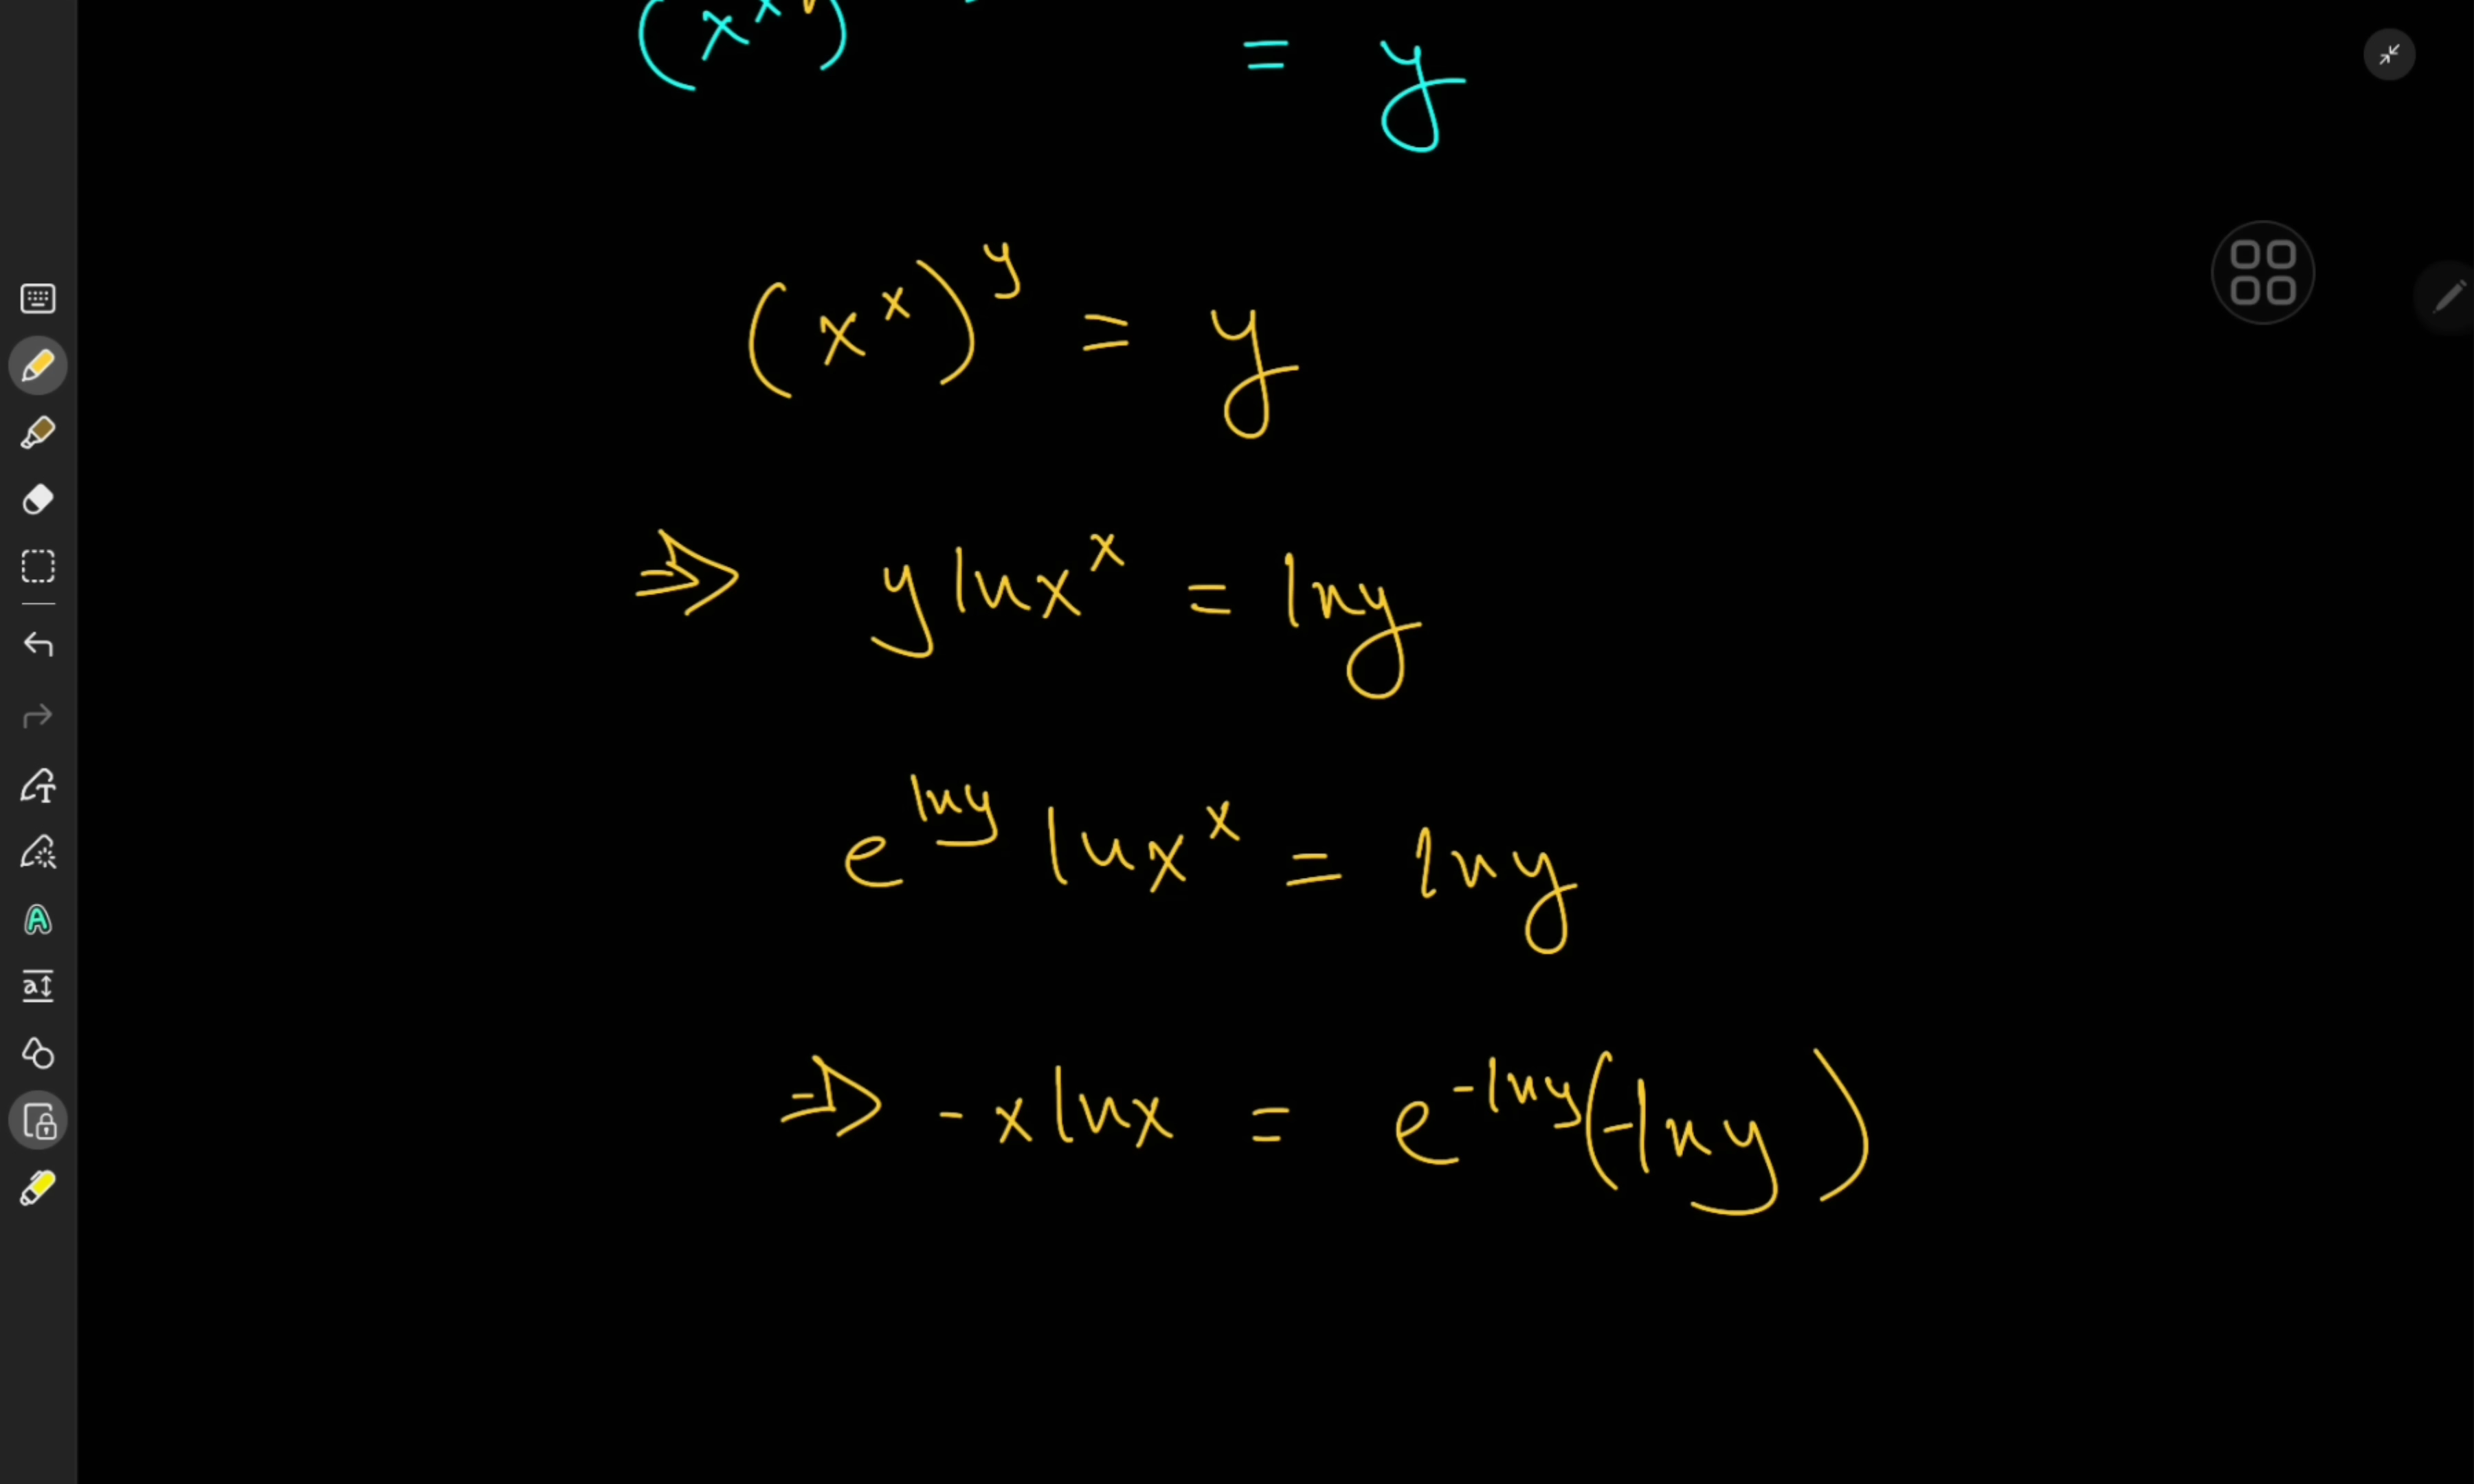 (x^x
= y
(x^x)^y = y
⇒ y ln x^x = ln y
e^{ln y} ln x^x = ln y
⇒ -x ln x = e^{-ln y}(-ln y)